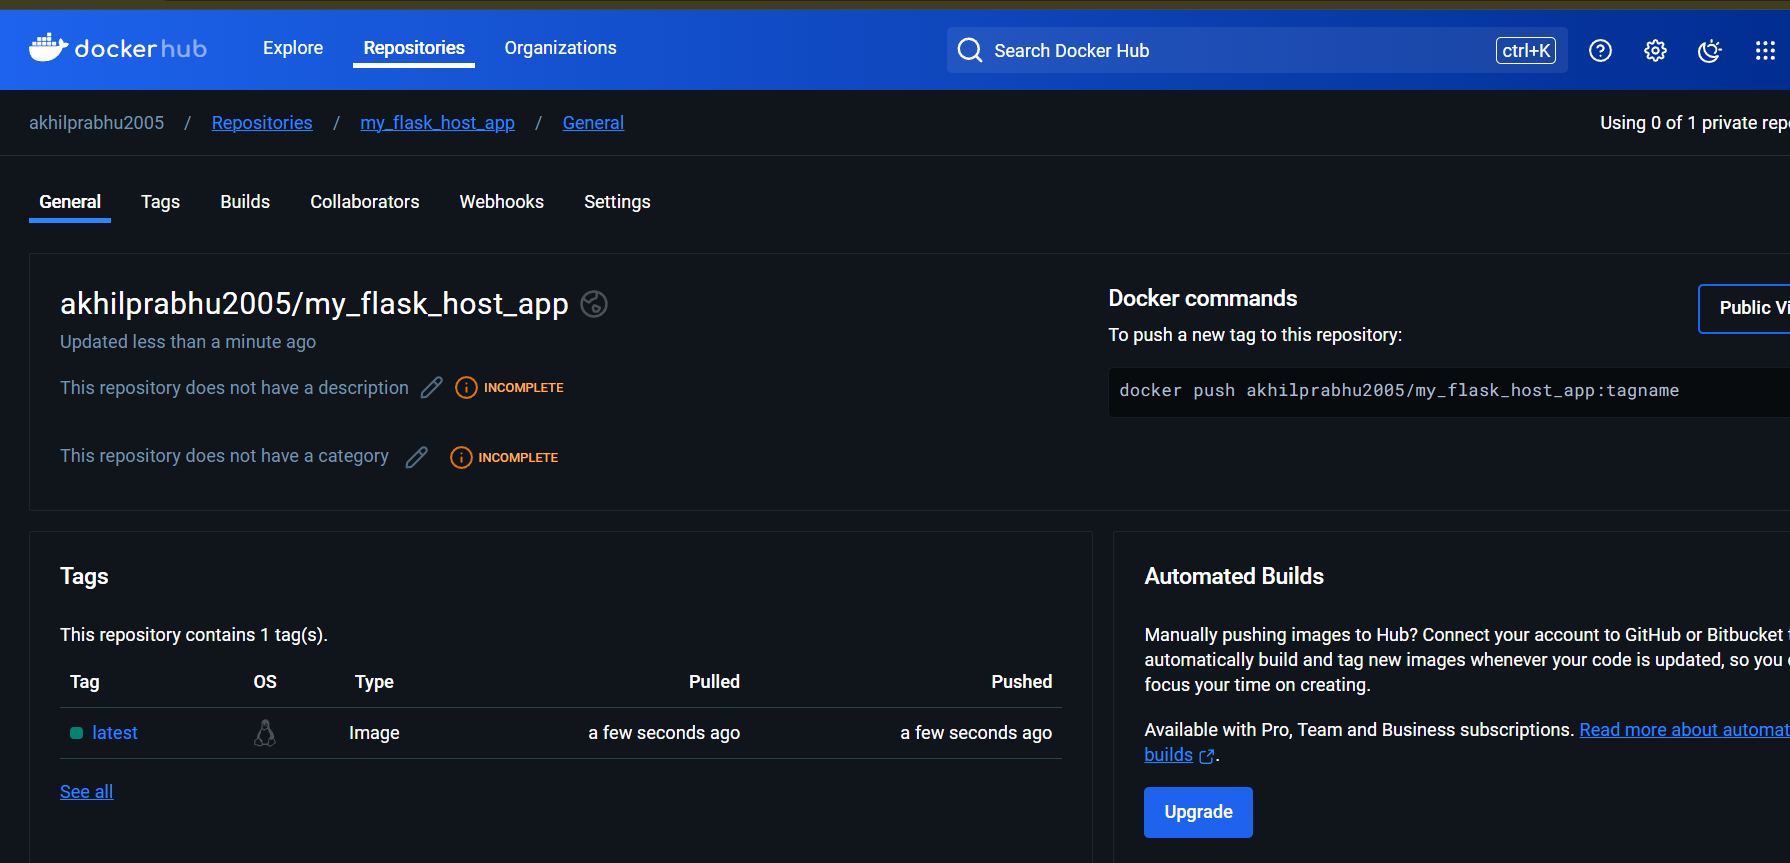 dockerhub Explore Repositories Organizations Search Docker Hub ctrl+K
akhilprabhu2005 / Repositories / my_flask_host_app / General Using 0 of 1 private rep
General Tags Builds Collaborators Webhooks Settings
akhilprabhu2005/my_flask_host_app
Updated less than a minute ago
This repository does not have a description INCOMPLETE
This repository does not have a category INCOMPLETE
Docker commands
Public Vi
To push a new tag to this repository:
docker push akhilprabhu2005/my_flask_host_app:tagname
Tags
This repository contains 1 tag(s).
Tag OS Type Pulled Pushed
latest Image a few seconds ago a few seconds ago
See all
Automated Builds
Manually pushing images to Hub? Connect your account to GitHub or Bitbucket
automatically build and tag new images whenever your code is updated, so you
focus your time on creating.
Available with Pro, Team and Business subscriptions. Read more about automat
builds .
Upgrade